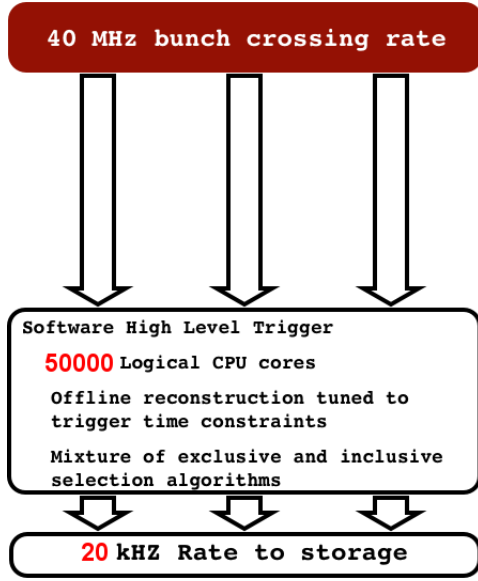 40 MHz bunch crossing rate
Software High Level Trigger
50000 Logical CPU cores
Offline reconstruction tuned to
trigger time constraints
Mixture of exclusive and inclusive
selection algorithms
20 kHZ Rate to storage